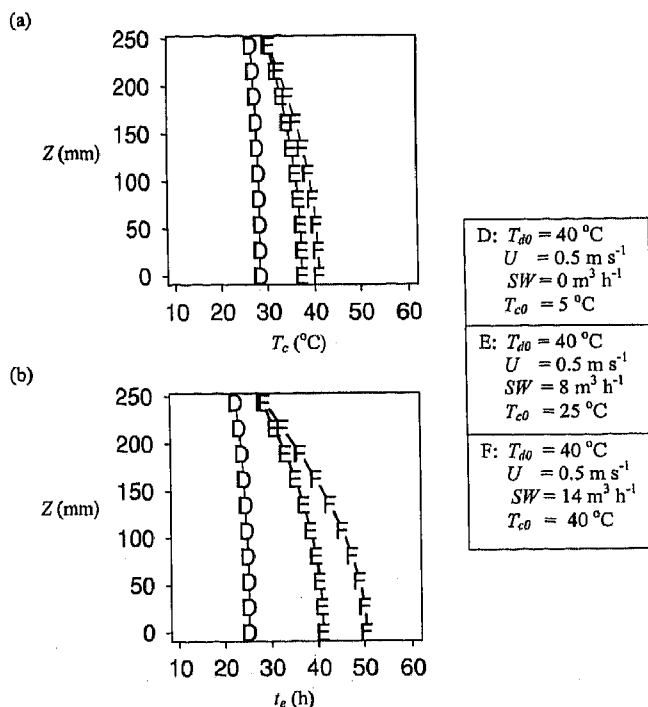 (a)
250
200
150
100
50
0
Z (mm)
10 20 30 40 50 60
T_c (°C)
(b)
250
200
150
100
50
0
Z (mm)
10 20 30 40 50 60
t_e (h)
D: T_d0 = 40 °C
U = 0.5 m s⁻¹
SW = 0 m³ h⁻¹
T_c0 = 5 °C
E: T_d0 = 40 °C
U = 0.5 m s⁻¹
SW = 8 m³ h⁻¹
T_c0 = 25 °C
F: T_d0 = 40 °C
U = 0.5 m s⁻¹
SW = 14 m³ h⁻¹
T_c0 = 40 °C